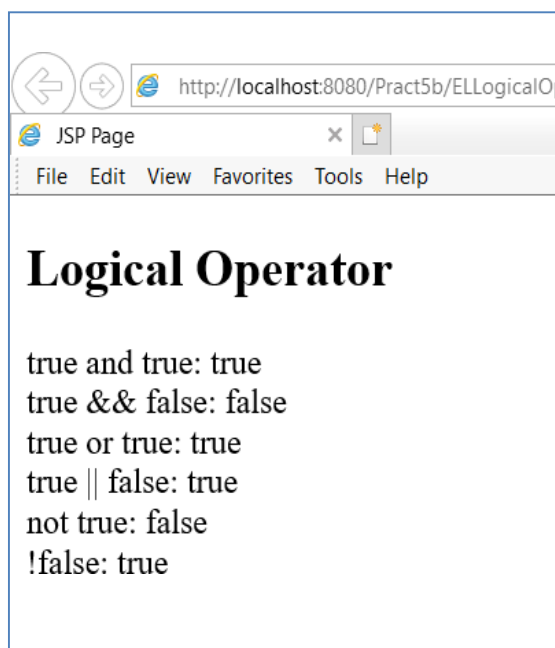 http://localhost:8080/Pract5b/ELLogicalO
JSP Page
File Edit View Favorites Tools Help
Logical Operator
true and true: true
true && false: false
true or true: true
true || false: true
not true: false
!false: true